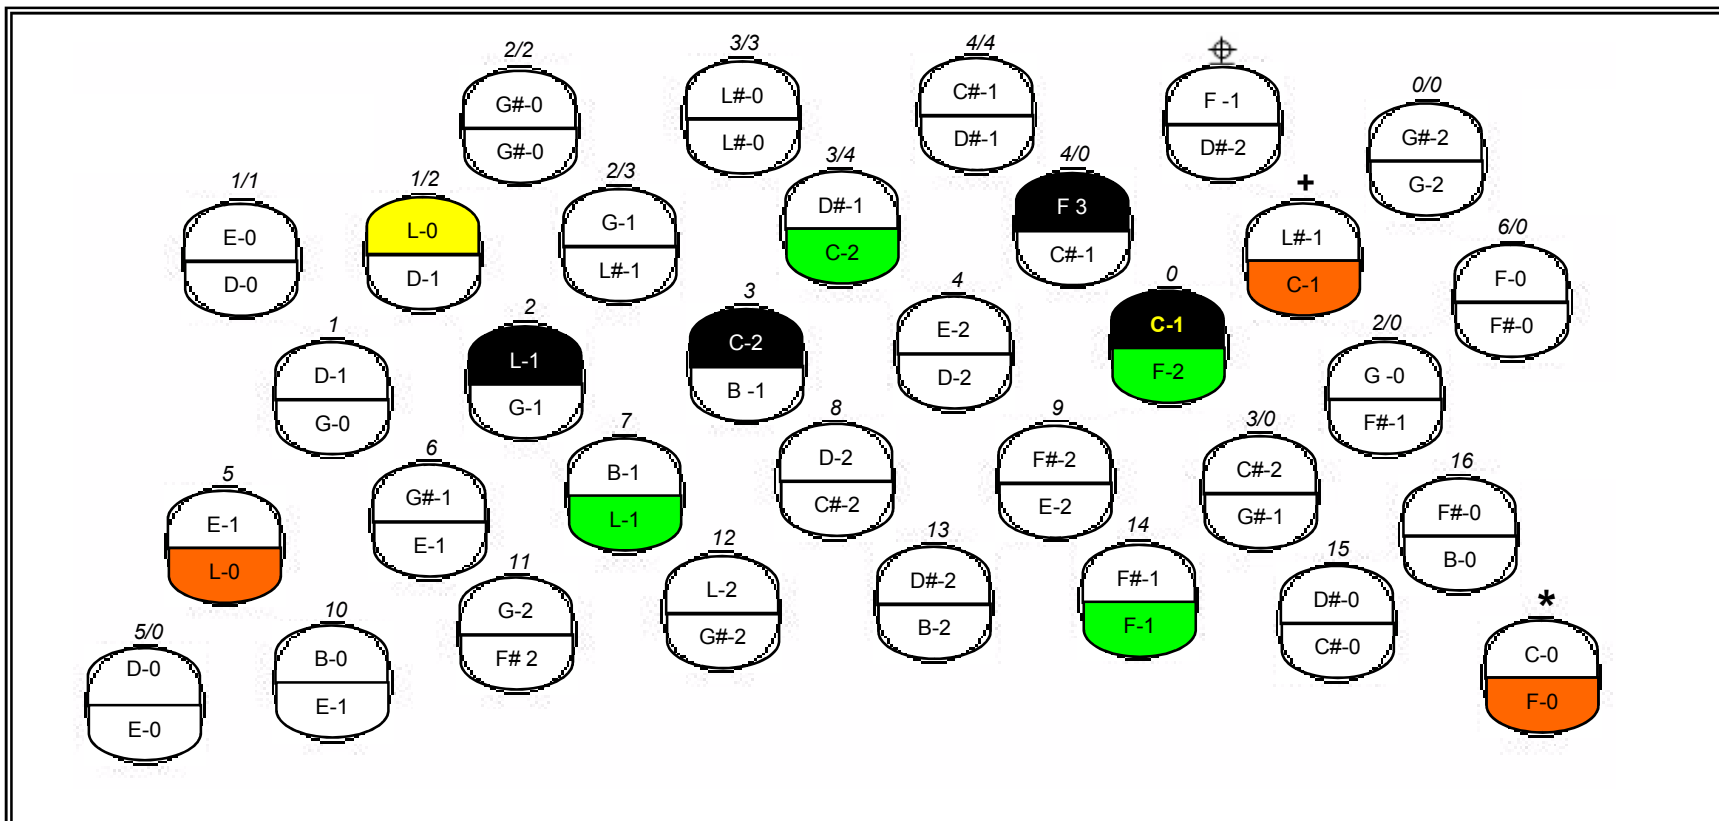 2/2
G#-0
G#-0
3/3
L#-0
L#-0
4/4
C#-1
D#-1
F -1
D#-2
0/0
G#-2
G-2
1/1
E-0
D-0
1/2
L-0
D-1
2/3
G-1
L#-1
3/4
D#-1
C-2
4/0
F 3
C#-1
+
L#-1
C-1
6/0
F-0
F#-0
1
D-1
G-0
2
L-1
G-1
3
C-2
B -1
4
E-2
D-2
0
C-1
F-2
2/0
G -0
F#-1
5
E-1
L-0
6
G#-1
E-1
7
B-1
L-1
8
D-2
C#-2
9
F#-2
E-2
3/0
C#-2
G#-1
16
F#-0
B-0
5/0
D-0
E-0
10
B-0
E-1
11
G-2
F# 2
12
L-2
G#-2
13
D#-2
B-2
14
F#-1
F-1
15
D#-0
C#-0
*
C-0
F-0